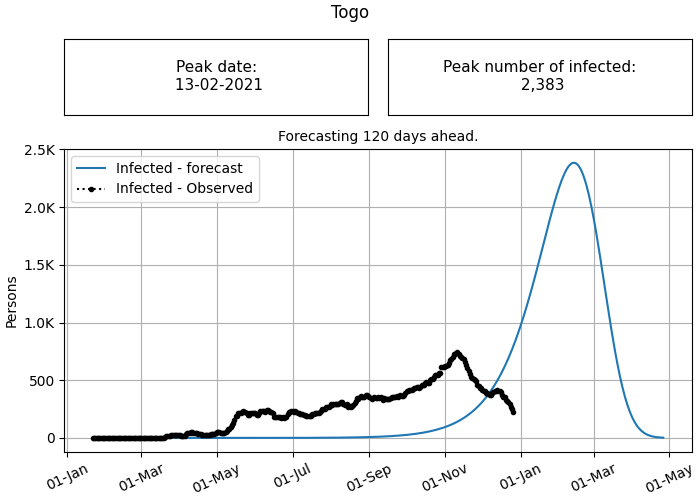 Togo
Peak date:
13-02-2021
Peak number of infected:
2,383
Forecasting 120 days ahead.
2.5K
2.0K
1.5K
1.0K
500
0
Persons
Infected - forecast
Infected - Observed
01-Jan
01-Mar
01-May
01-Jul
01-Sep
01-Nov
01-Jan
01-Mar
01-May